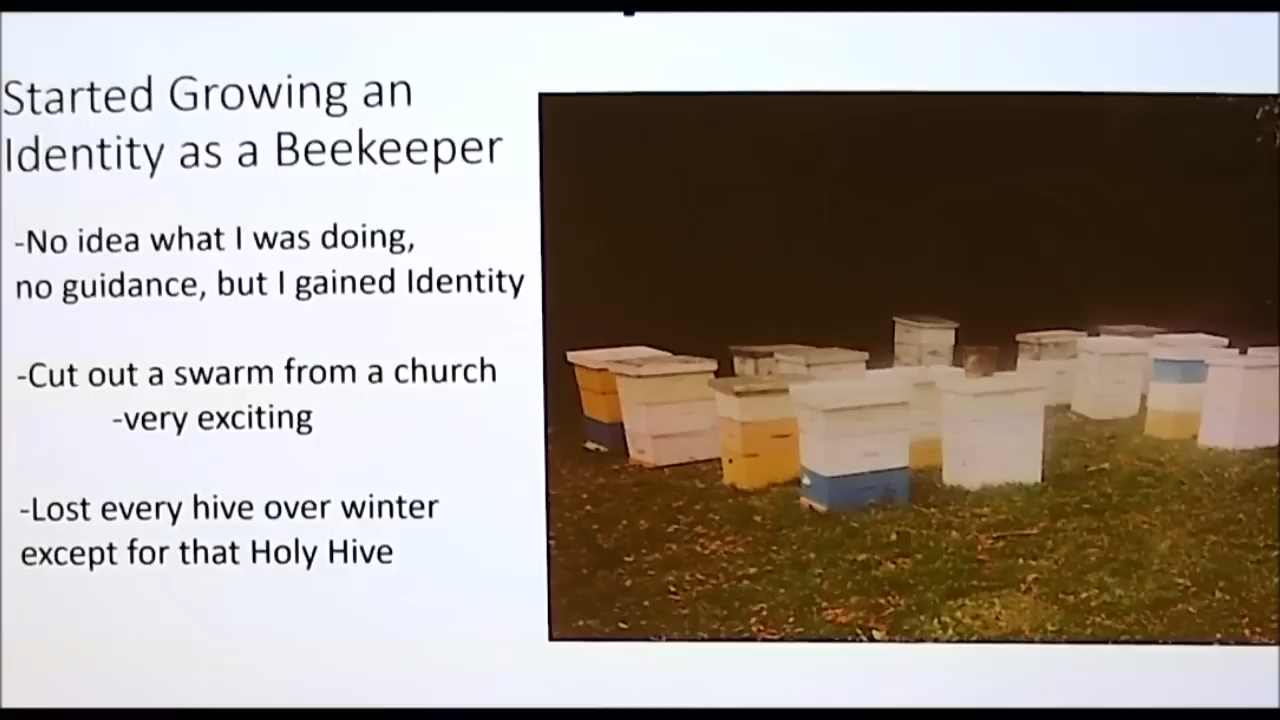 Started Growing an
Identity as a Beekeeper
-No idea what I was doing,
no guidance, but I gained Identity
-Cut out a swarm from a church
-very exciting
-Lost every hive over winter
except for that Holy Hive